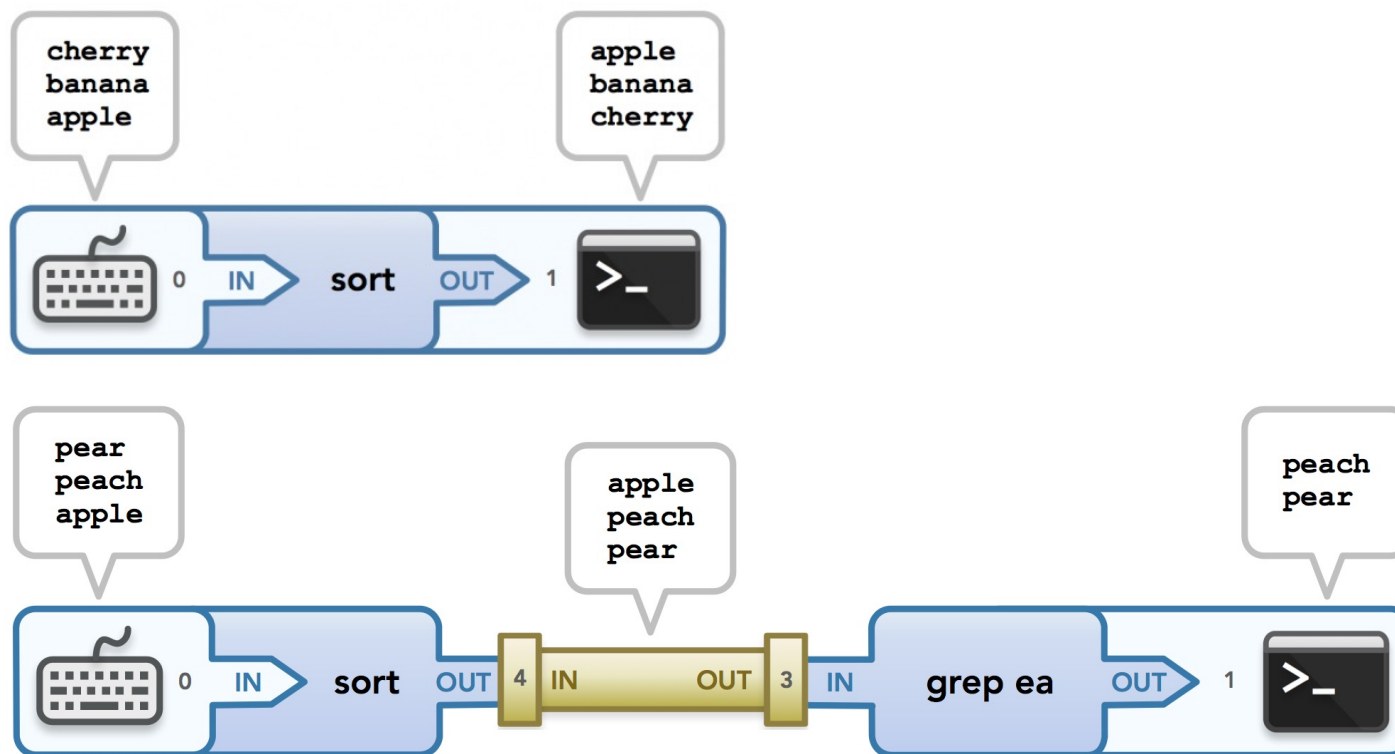 cherry
banana
apple
apple
banana
cherry
0 IN sort OUT 1 >_
pear
peach
apple
apple
peach
pear
peach
pear
0 IN sort OUT 4 IN OUT 3 IN grep ea OUT 1 >_